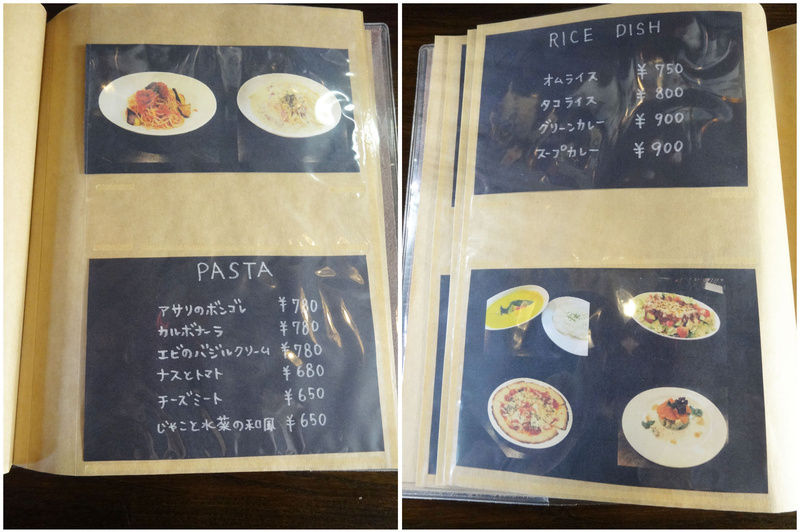 PASTA
アサリのボンゴレ ¥780
カルボナーラ ¥780
エビのバジルクリーム ¥780
ナスとトマト ¥680
チーズミート ¥650
じゃこと水菜の和風 ¥650
RICE DISH
オムライス ¥750
タコライス ¥800
グリーンカレー ¥900
スープカレー ¥900